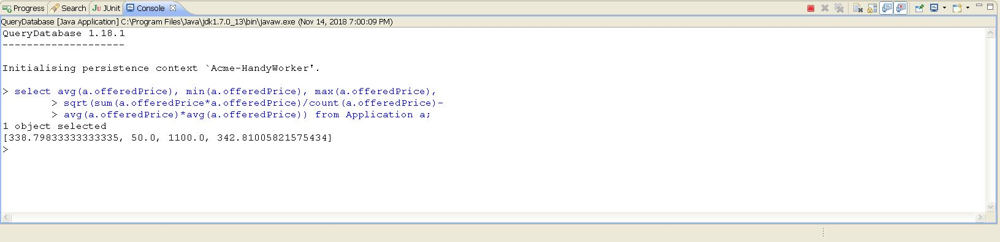 Progress Search JUnit Console
QueryDatabase [Java Application] C:\Program Files\Java\jdk1.7.0_13\bin\javaw.exe (Nov 14, 2018 7:00:09 PM)
QueryDatabase 1.18.1
--------------------
Initialising persistence context `Acme-HandyWorker'.
> select avg(a.offeredPrice), min(a.offeredPrice), max(a.offeredPrice),
> sqrt(sum(a.offeredPrice*a.offeredPrice)/count(a.offeredPrice)-
> avg(a.offeredPrice)*avg(a.offeredPrice)) from Application a;
1 object selected
[338.79833333333335, 50.0, 1100.0, 342.81005821575434]
>